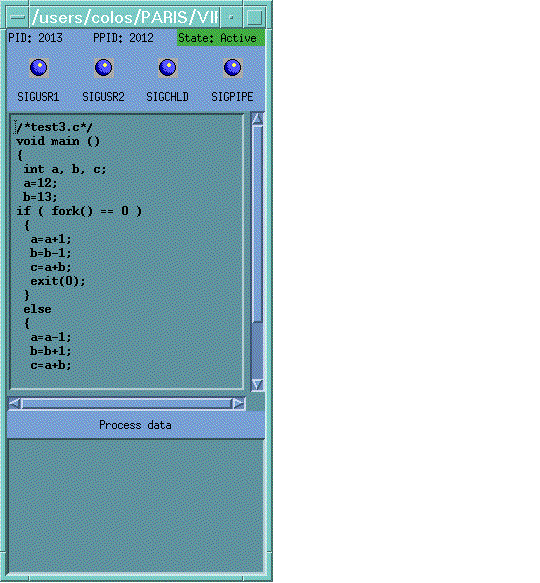 /users/colos/PARIS/VII
PID: 2013 PPID: 2012 State: Active
SIGUSR1 SIGUSR2 SIGCHLD SIGPIPE
/*test3.c*/
void main ()
{
int a, b, c;
a=12;
b=13;
if ( fork() == 0 )
{
a=a+1;
b=b-1;
c=a+b;
exit(0);
}
else
{
a=a-1;
b=b+1;
c=a+b;
Process data